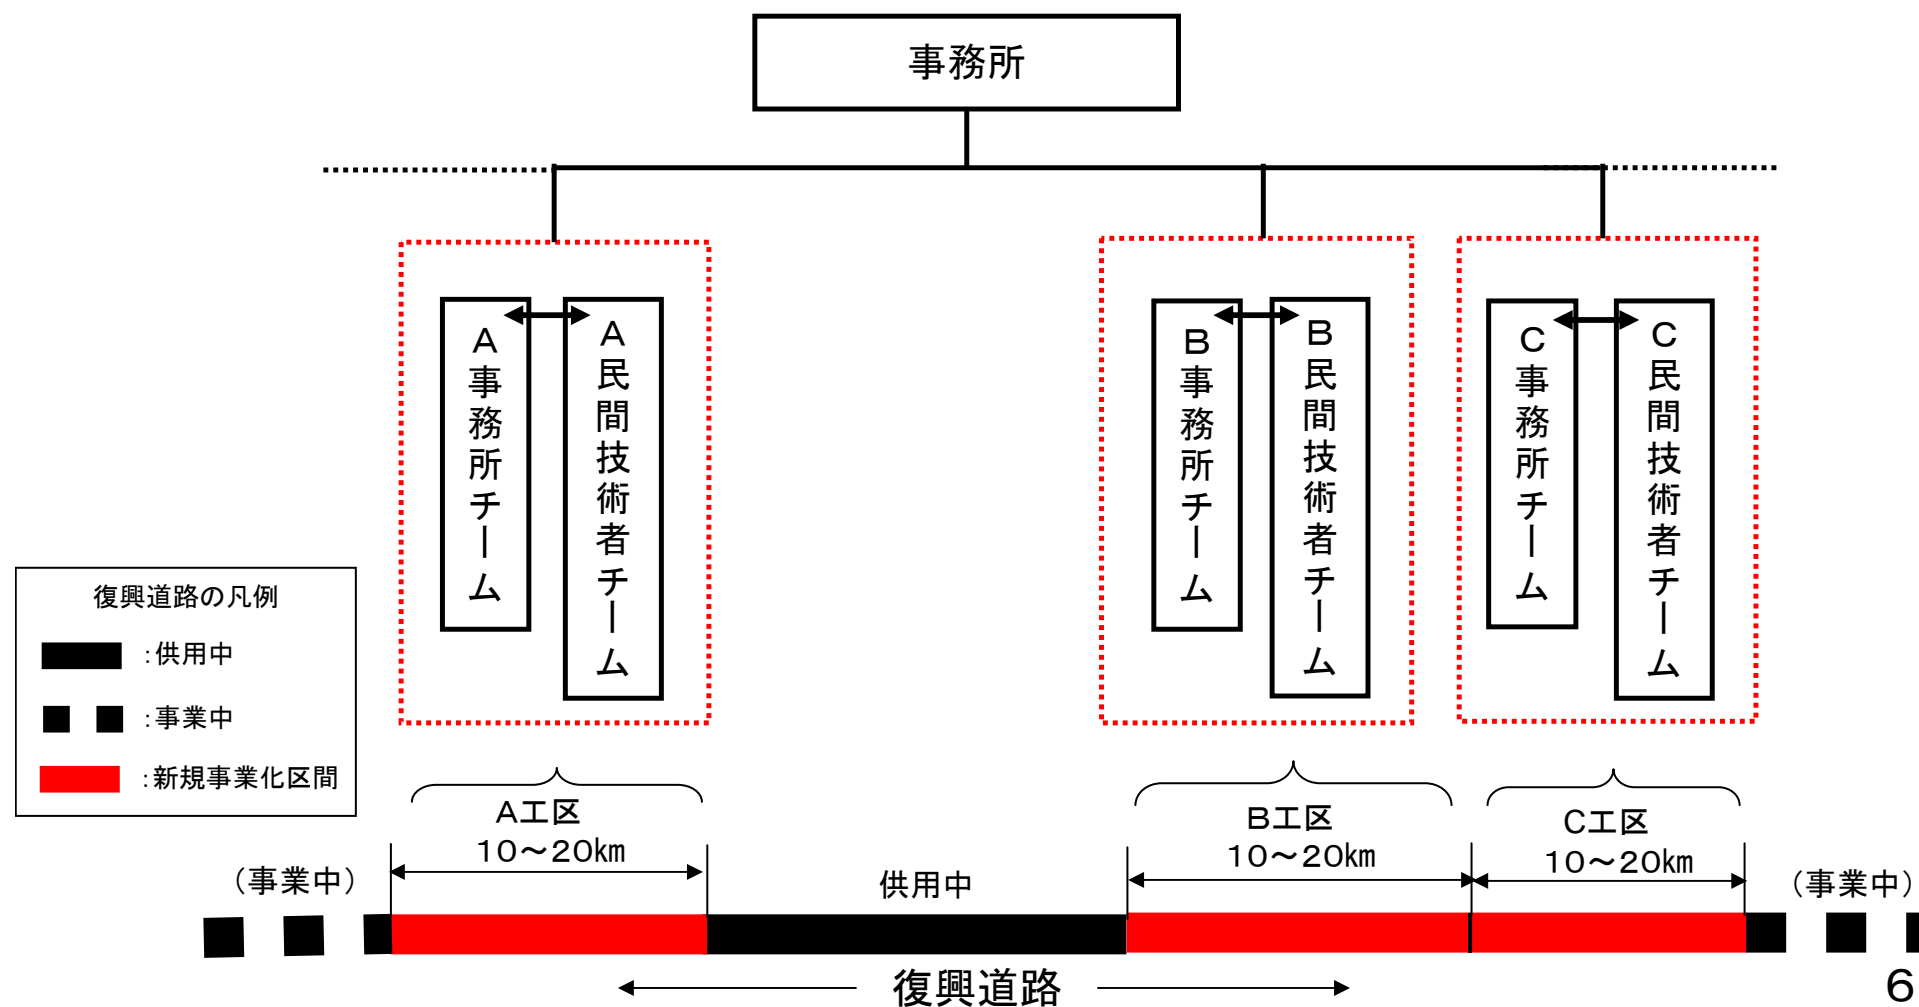 事務所
A事務所チーム
A民間技術者チーム
B事務所チーム
B民間技術者チーム
C事務所チーム
C民間技術者チーム
復興道路の凡例
:供用中
:事業中
:新規事業化区間
A工区
10～20㎞
B工区
10～20㎞
C工区
10～20㎞
（事業中）
供用中
（事業中）
復興道路
6